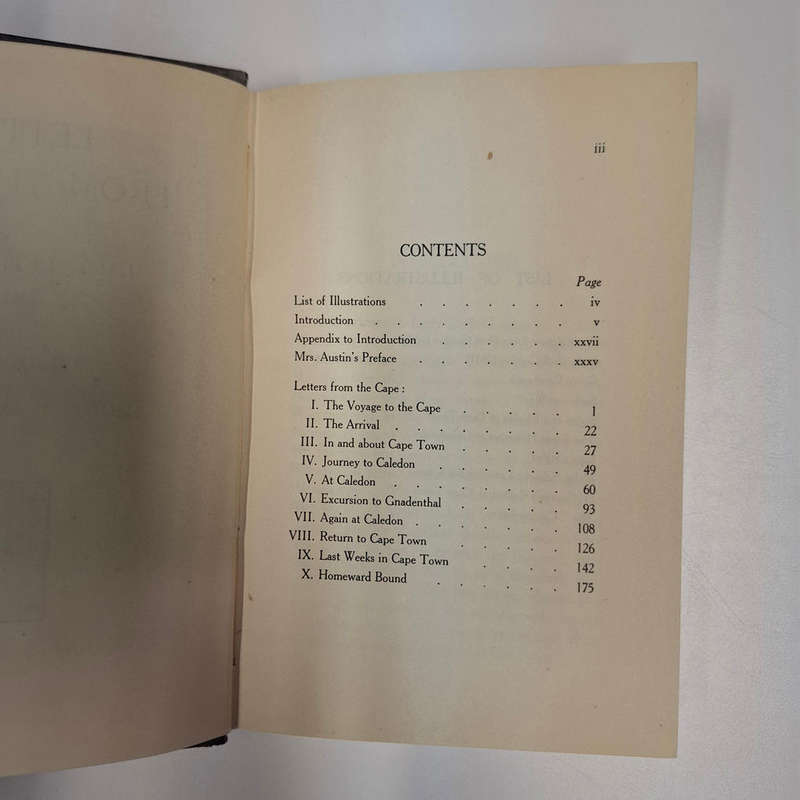 iii
CONTENTS
Page
List of Illustrations . . . . . . . iv
Introduction . . . . . . . . . v
Appendix to Introduction . . . . . . xxvii
Mrs. Austin's Preface . . . . . . xxxv
Letters from the Cape :
I. The Voyage to the Cape . . . . . 1
II. The Arrival . . . . . . . . 22
III. In and about Cape Town . . . . . 27
IV. Journey to Caledon . . . . . . 49
V. At Caledon . . . . . . . . 60
VI. Excursion to Gnadenthal . . . . . 93
VII. Again at Caledon . . . . . . . 108
VIII. Return to Cape Town . . . . . 126
IX. Last Weeks in Cape Town . . . . 142
X. Homeward Bound . . . . . . 175